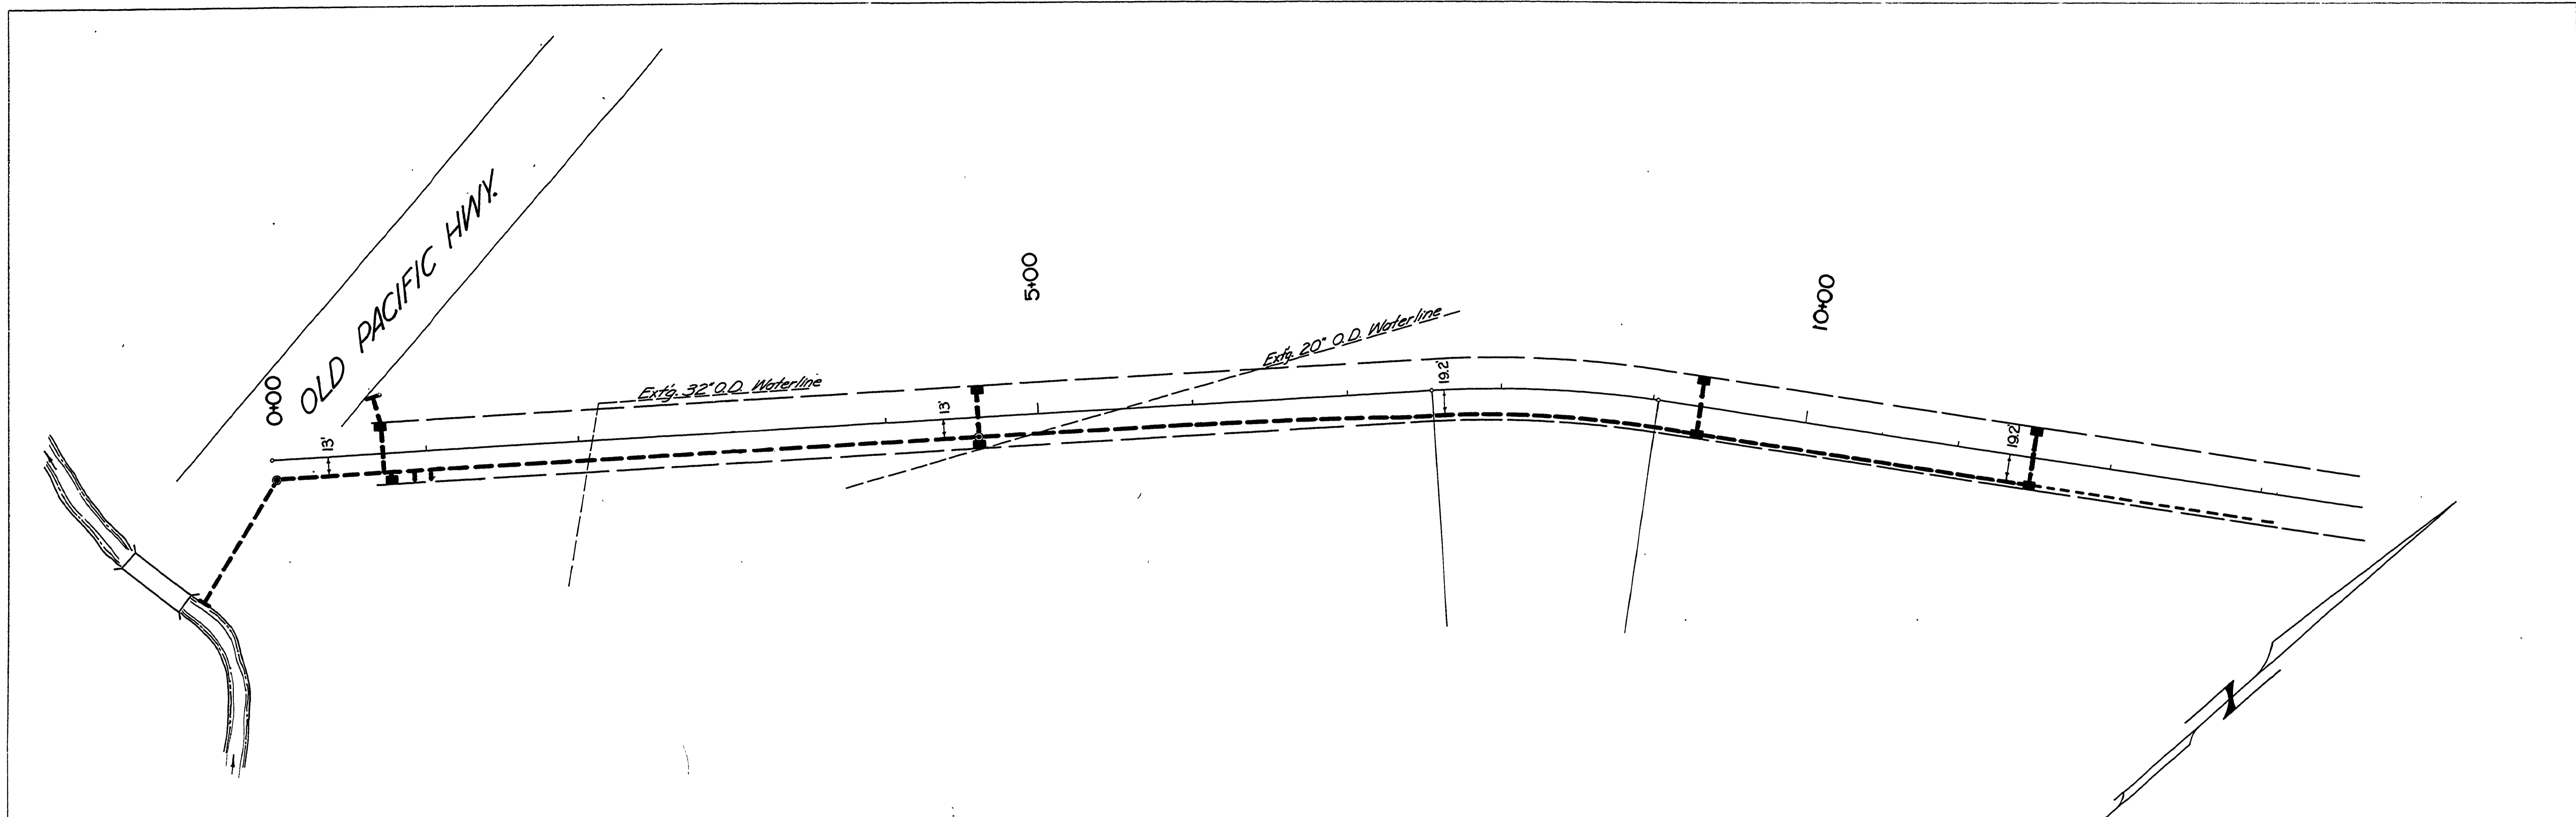 OLD PACIFIC HWY.
0+00
5+00
10+00
Ext'g. 32" O.D. Waterline
Ext'g. 20" O.D. Waterline
13'
13'
19.2'
19.2'
N